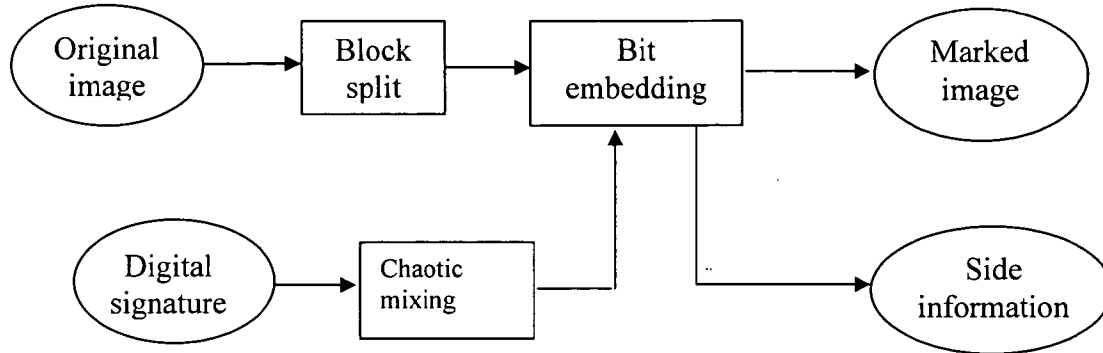 Original
image
Block
split
Bit
embedding
Marked
image
Digital
signature
Chaotic
mixing
Side
information